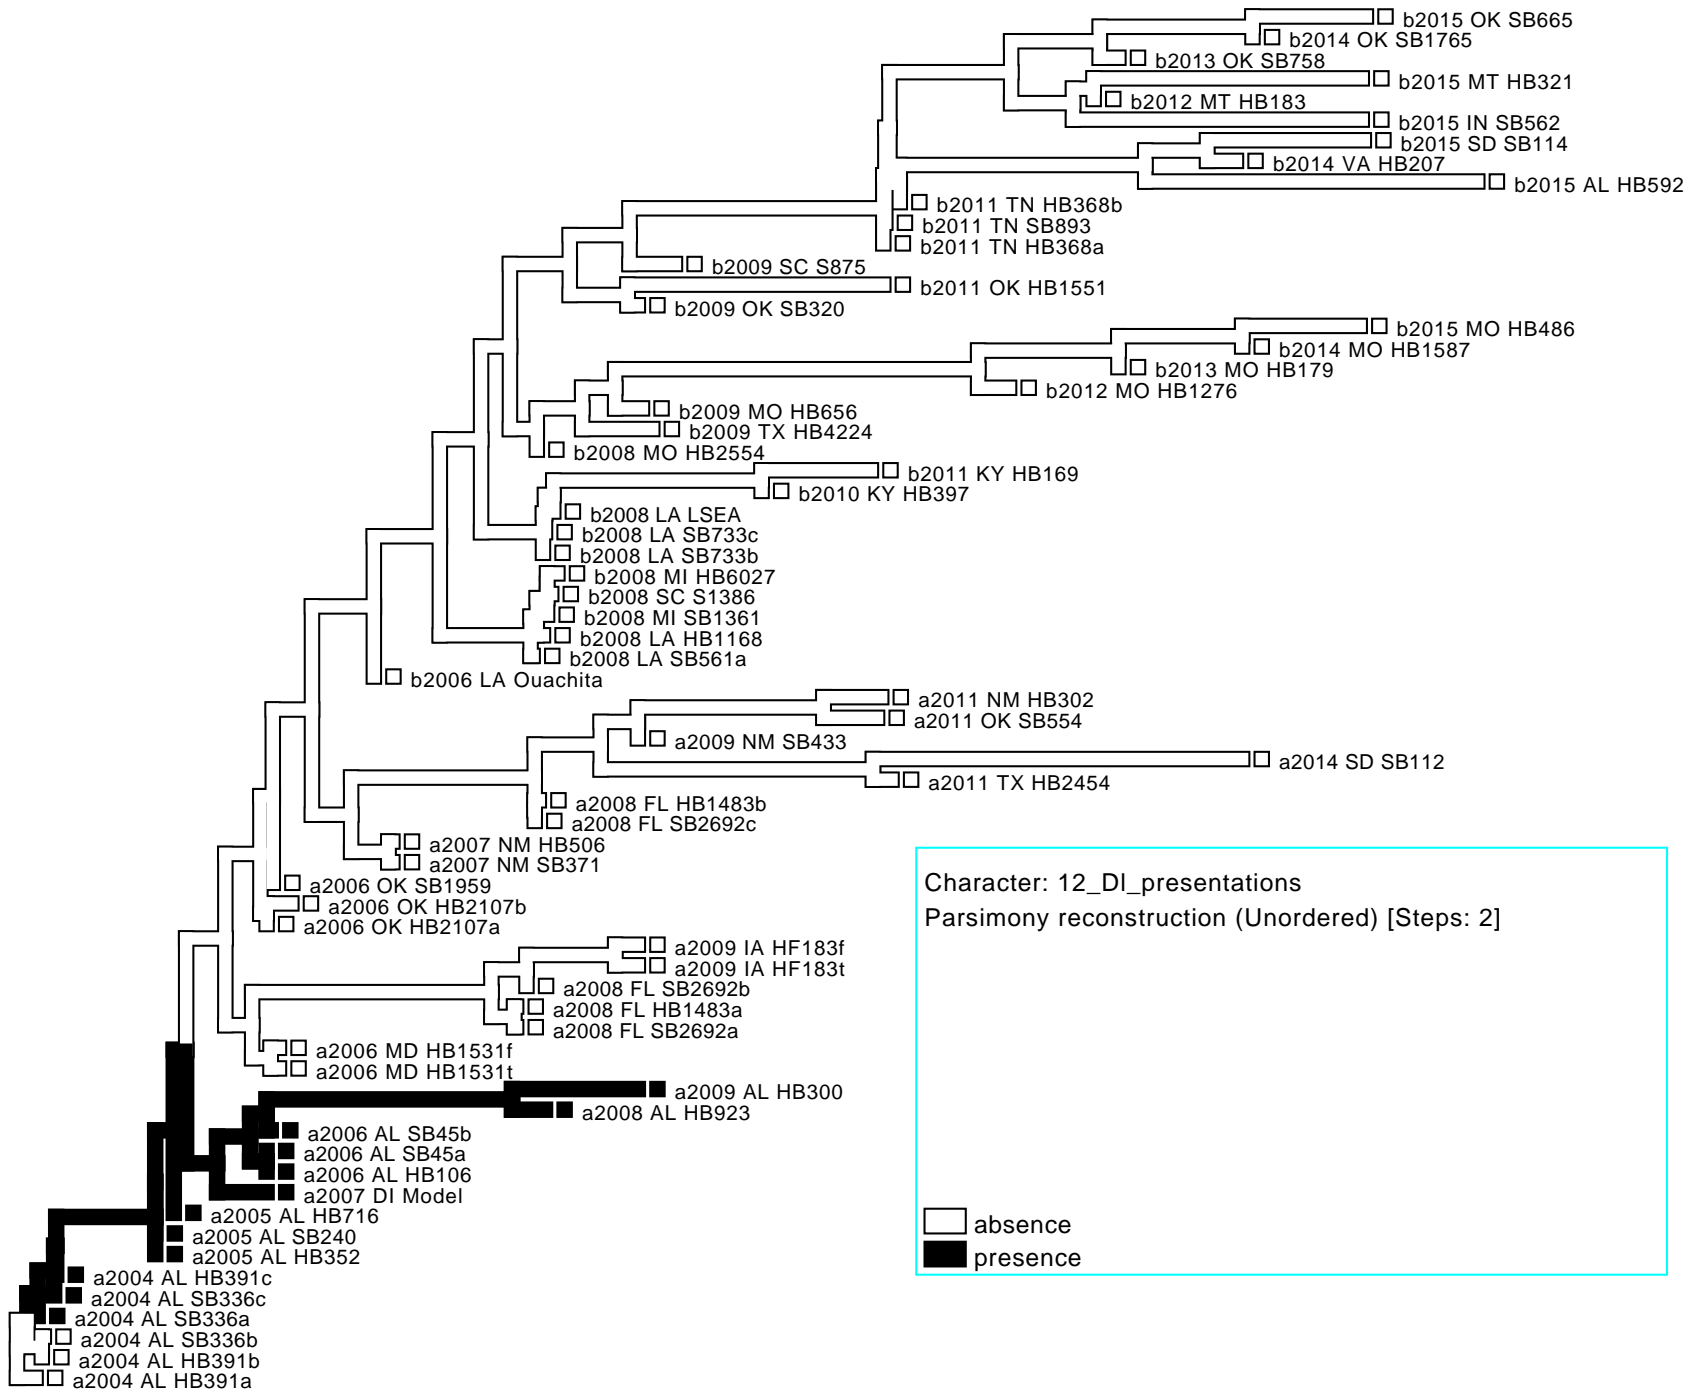 b2015 OK SB665
b2014 OK SB1765
b2013 OK SB758
b2015 MT HB321
b2012 MT HB183
b2015 IN SB562
b2015 SD SB114
b2014 VA HB207
b2015 AL HB592
b2011 TN HB368b
b2011 TN SB893
b2011 TN HB368a
b2009 SC S875
b2011 OK HB1551
b2009 OK SB320
b2015 MO HB486
b2014 MO HB1587
b2013 MO HB179
b2012 MO HB1276
b2009 MO HB656
b2009 TX HB4224
b2008 MO HB2554
b2011 KY HB169
b2010 KY HB397
b2008 LA LSEA
b2008 LA SB733c
b2008 LA SB733b
b2008 MI HB6027
b2008 SC S1386
b2008 MI SB1361
b2008 LA HB1168
b2008 LA SB561a
b2006 LA Ouachita
a2011 NM HB302
a2011 OK SB554
a2009 NM SB433
a2014 SD SB112
a2011 TX HB2454
a2008 FL HB1483b
a2008 FL SB2692c
a2007 NM HB506
a2007 NM SB371
a2006 OK SB1959
a2006 OK HB2107b
a2006 OK HB2107a
a2009 IA HF183f
a2009 IA HF183t
a2008 FL SB2692b
a2008 FL HB1483a
a2008 FL SB2692a
a2006 MD HB1531f
a2006 MD HB1531t
a2009 AL HB300
a2008 AL HB923
a2006 AL SB45b
a2006 AL SB45a
a2006 AL HB106
a2007 DI Model
a2005 AL HB716
a2005 AL SB240
a2005 AL HB352
a2004 AL HB391c
a2004 AL SB336c
a2004 AL SB336a
a2004 AL SB336b
a2004 AL HB391b
a2004 AL HB391a
Character: 12_DI_presentations
Parsimony reconstruction (Unordered) [Steps: 2]
absence
presence